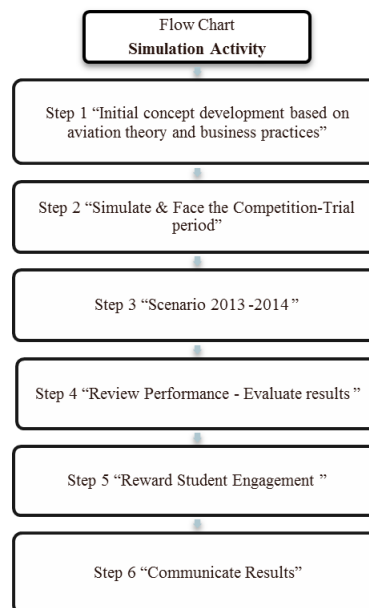 Flow Chart
Simulation Activity
Step 1 “Initial concept development based on
aviation theory and business practices”
Step 2 “Simulate & Face the Competition-Trial
period”
Step 3 “Scenario 2013 -2014 ”
Step 4 “Review Performance - Evaluate results ”
Step 5 “Reward Student Engagement ”
Step 6 “Communicate Results”